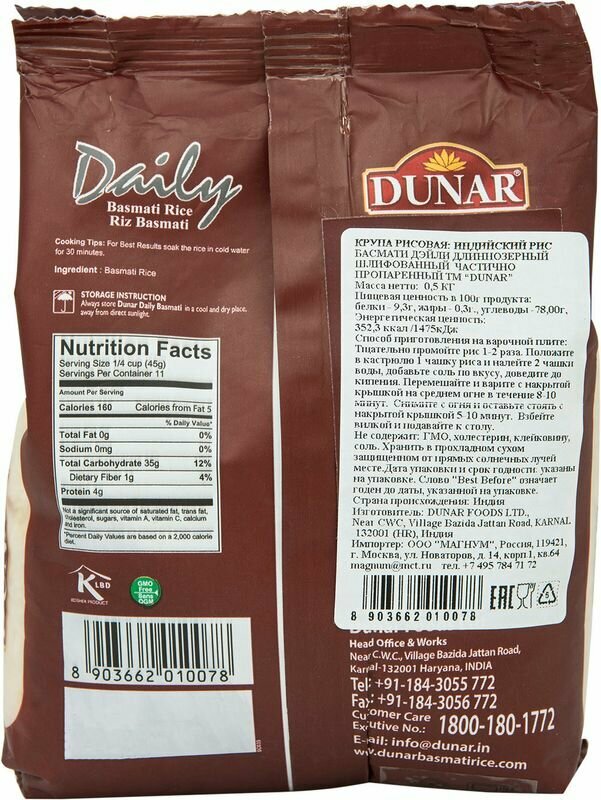 Daily
Basmati Rice
Riz Basmati
Cooking Tips: For Best Results soak the rice in cold water
for 30 minutes.
Ingredient : Basmati Rice
STORAGE INSTRUCTION
Always store Dunar Daily Basmati in a cool and dry place,
away from direct sunlight.
Nutrition Facts
Serving Size 1/4 cup (45g)
Servings Per Container 11
Amount Per Serving
Calories 160 Calories from Fat 5
% Daily Value*
Total Fat 0g 0%
Sodium 0mg 0%
Total Carbohydrate 35g 12%
Dietary Fiber 1g 4%
Protein 4g
Not a significant source of saturated fat, trans fat,
cholesterol, sugars, vitamin A, vitamin C, calcium
and iron.
*Percent Daily Values are based on a 2,000 calorie
diet.
K LBD
KOSHER PRODUCT
GMO
Free
Sans
OGM
8 903662 010078
DUNAR®
КРУПА РИСОВАЯ: ИНДИЙСКИЙ РИС
БАСМАТИ ДЭЙЛИ ДЛИННОЗЕРНЫЙ
ШЛИФОВАННЫЙ ЧАСТИЧНО
ПРОПАРЕННЫЙ ТМ "DUNAR"
Масса нетто: 0,5 КГ
Пищевая ценность в 100г продукта:
белки - 9,3г, жиры - 0,3г., углеводы -78,00г,
Энергетическая ценность:
352,3 ккал /1475кДж
Способ приготовления на варочной плите:
Тщательно промойте рис 1-2 раза. Положите
в кастрюлю 1 чашку риса и налейте 2 чашки
воды, добавьте соль по вкусу, доведите до
кипения. Перемешайте и варите с накрытой
крышкой на среднем огне в течение 8-10
минут. Снимите с огня и оставьте стоять с
накрытой крышкой 5-10 минут. Взбейте
вилкой и подавайте к столу.
Не содержит: ГМО, холестерин, клейковину,
соль. Хранить в прохладном сухом
защищенном от прямых солнечных лучей
месте.Дата упаковки и срок годности указаны
на упаковке. Слово "Best Before" означает
годен до даты, указанной на упаковке.
Страна происхождения: Индия
Изготовитель: DUNAR FOODS LTD.,
Near CWC, Village Bazida Jattan Road, KARNAL
132001 (HR), Индия
Импортер: ООО "МАГНУМ", Россия, 119421,
г. Москва, ул. Новаторов, д. 14, корп.1, кв.64
magnum@mct.ru тел. +7 495 784 71 72
8 903662 010078
EAC
5
Head Office & Works
Near C.W.C., Village Bazida Jattan Road,
Karnal-132001 Haryana, INDIA
Tel: +91-184-3055 772
Fax: +91-184-3056 772
Customer Care
Executive No.: 1800-180-1772
E-mail: info@dunar.in
www.dunarbasmatirice.com